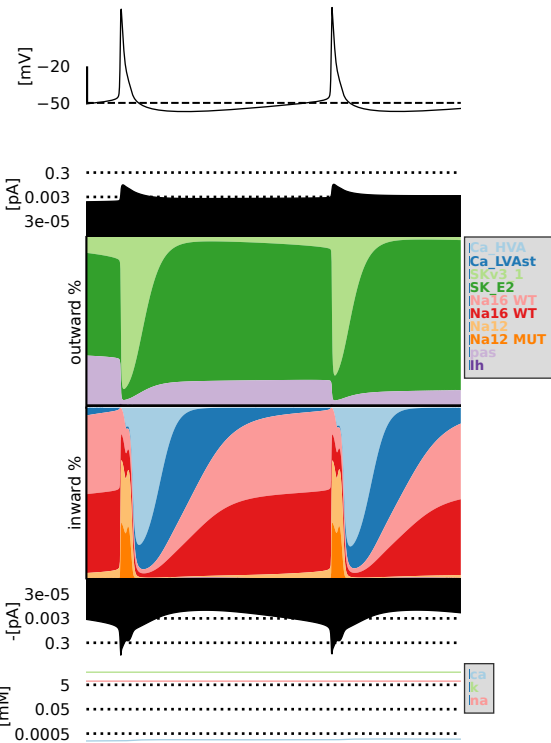 [mV]
−20
−50
[pA]
0.3
0.003
3e-05
outward %
Ca_HVA
Ca_LVAst
SKv3_1
SK_E2
Na16 WT
Na16 WT
Na12
Na12 MUT
pas
Ih
inward %
-[pA]
3e-05
0.003
0.3
[mM]
5
0.05
0.0005
ca
k
na